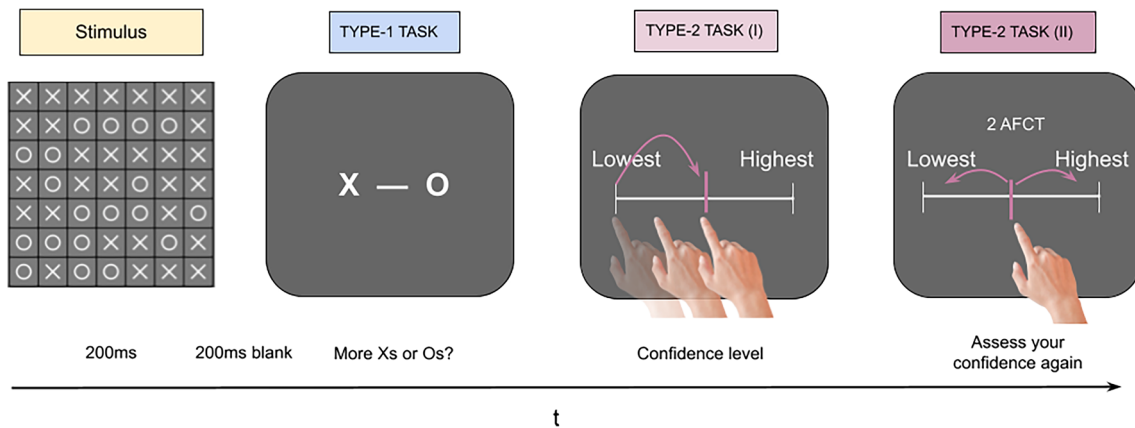 Stimulus
TYPE-1 TASK
TYPE-2 TASK (I)
TYPE-2 TASK (II)
X X X X X X X
X X O O O O X
O O X X X X X
X O X X O X X
X X O O O X O
O O O X X O X
O X O O X X X
X — O
Lowest Highest
2 AFCT
Lowest Highest
200ms
200ms blank
More Xs or Os?
Confidence level
Assess your
confidence again
t